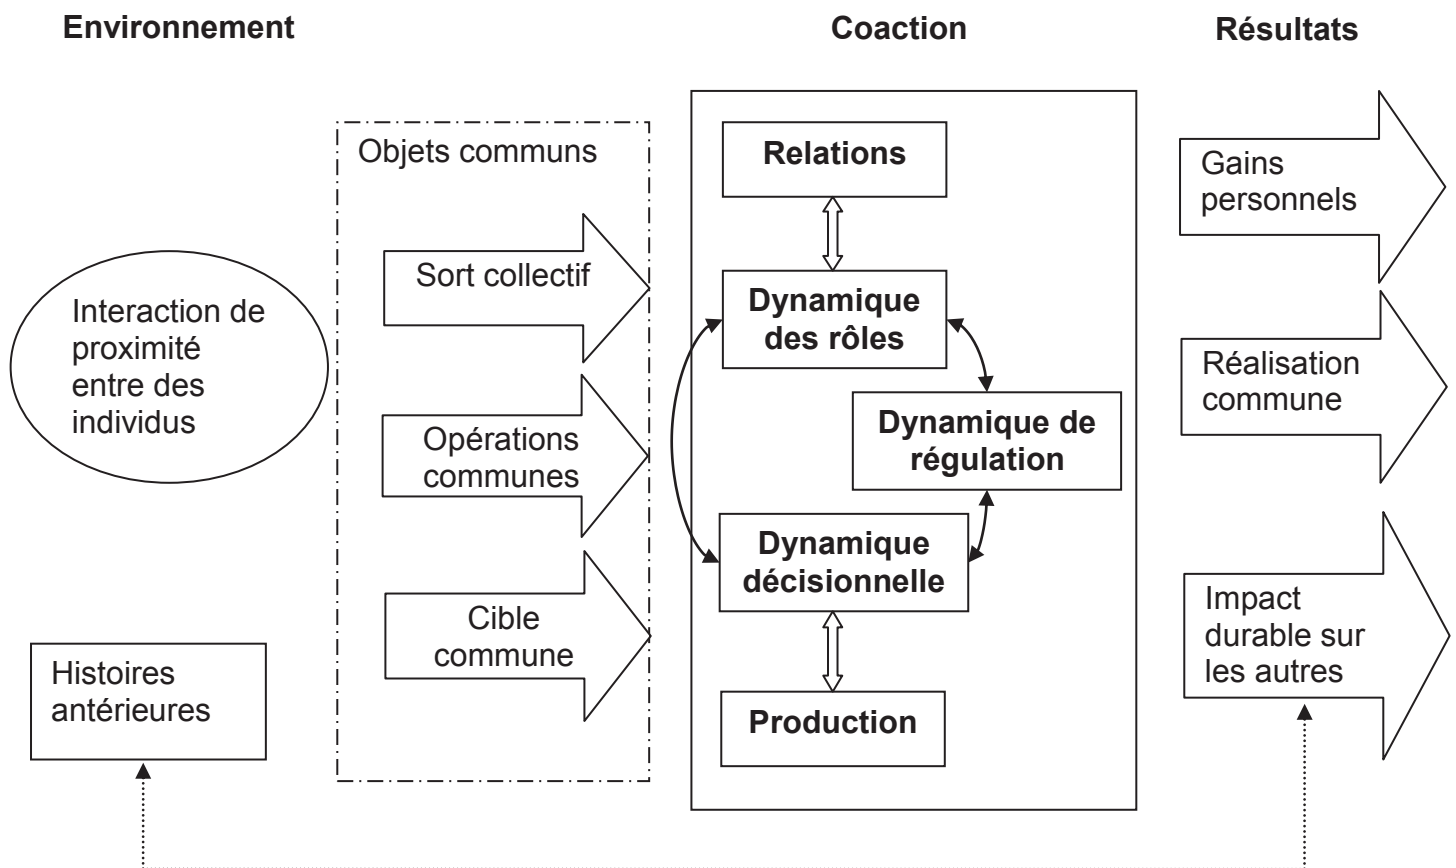 Environnement
Coaction
Résultats
Objets communs
Interaction de
proximité
entre des
individus
Histoires
antérieures
Sort collectif
Opérations
communes
Cible
commune
Relations
Dynamique
des rôles
Dynamique de
régulation
Dynamique
décisionnelle
Production
Gains
personnels
Réalisation
commune
Impact
durable sur
les autres